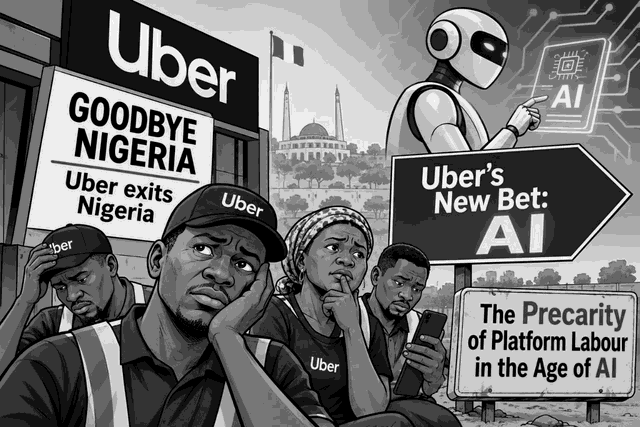 Uber
GOODBYE
NIGERIA
Uber exits
Nigeria
AI
Uber's
New Bet:
AI
Uber
Uber
Uber
The Precarity
of Platform Labour
in the Age of AI